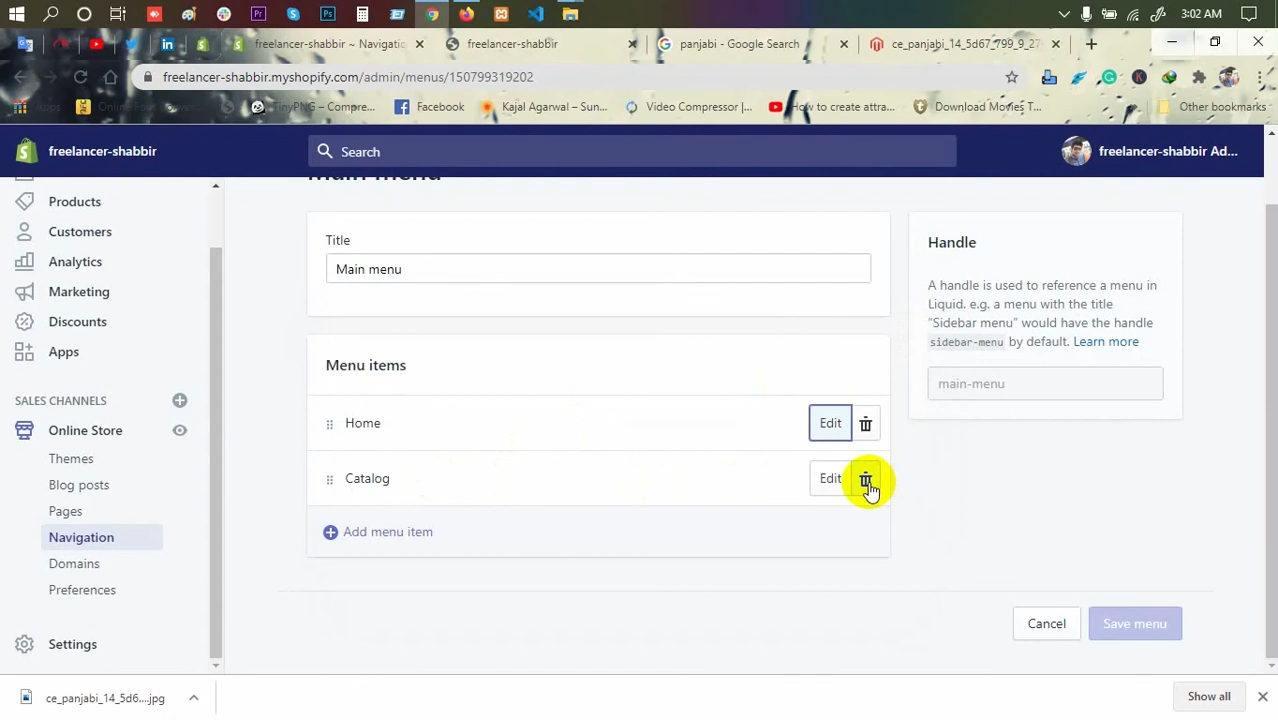 3:02 AM
freelancer-shabbir ~ Navigatio
freelancer-shabbir
panjabi - Google Search
ce_panjabi_14_5d67_799_9_27
freelancer-shabbir.myshopify.com/admin/menus/150799319202
Apps
TinyPNG – Compre...
Facebook
Kajal Agarwal – Sun...
Video Compressor |...
How to create attra...
Download Movies T...
Other bookmarks
freelancer-shabbir
Search
freelancer-shabbir Ad...
Main menu
Products
Customers
Analytics
Marketing
Discounts
Apps
SALES CHANNELS
Online Store
Themes
Blog posts
Pages
Navigation
Domains
Preferences
Settings
Title
Main menu
Menu items
Home
Edit
Catalog
Edit
Add menu item
Handle
A handle is used to reference a menu in
Liquid. e.g. a menu with the title
“Sidebar menu” would have the handle
sidebar-menu by default. Learn more
main-menu
Cancel
Save menu
ce_panjabi_14_5d6....jpg
Show all